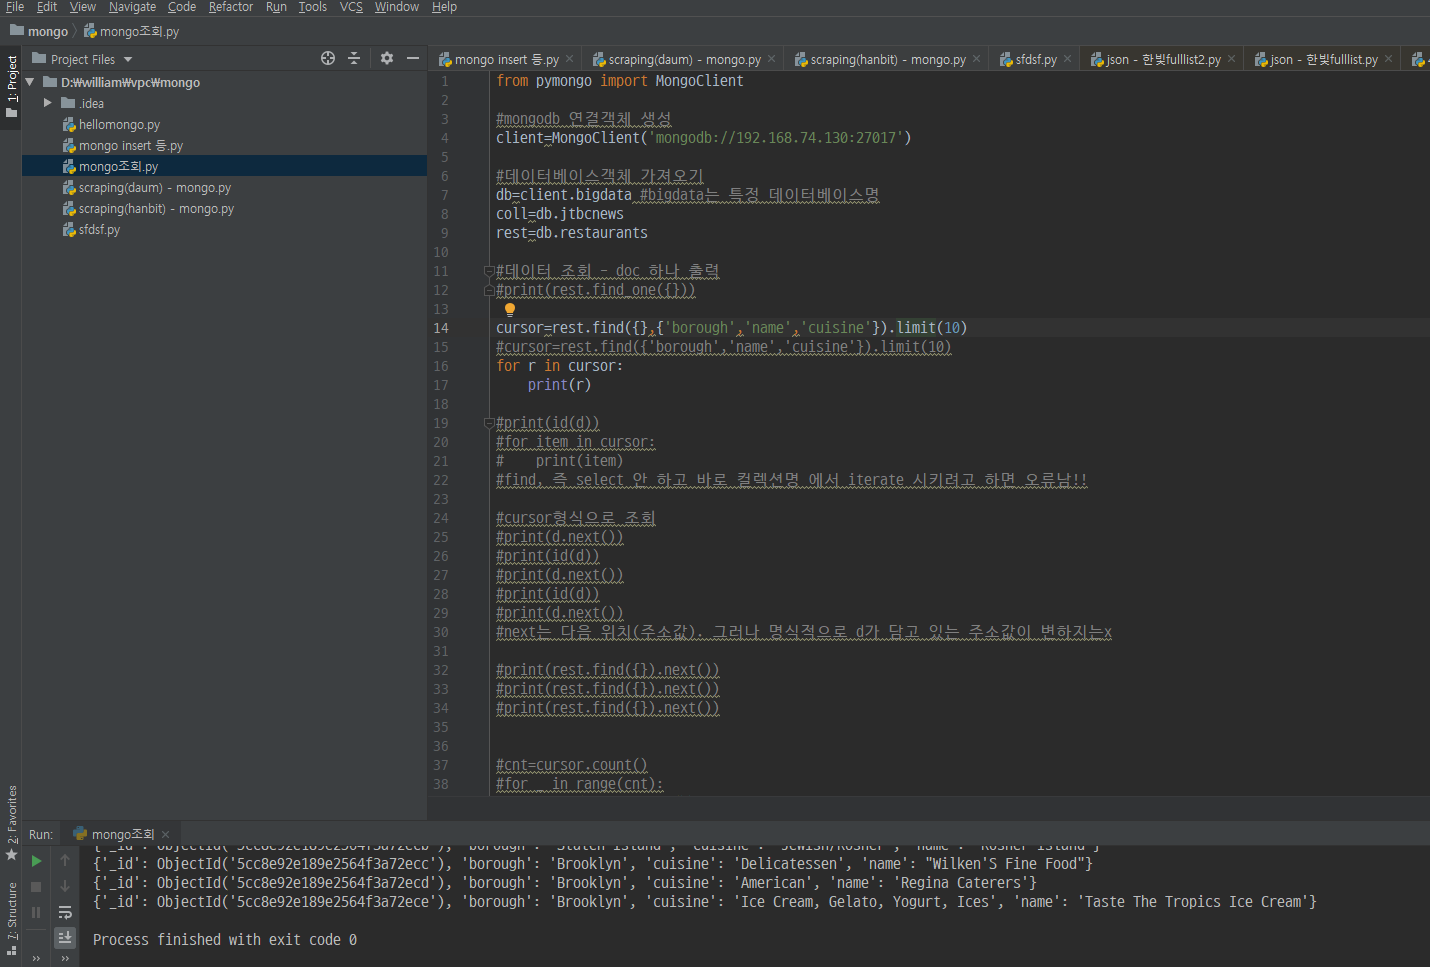 File Edit View Navigate Code Refactor Run Tools VCS Window Help
mongo mongo조회.py
1: Project
Project Files
mongo insert 등.py scraping(daum) - mongo.py scraping(hanbit) - mongo.py sfdsf.py json - 한빛fulllist2.py json - 한빛fulllist.py
D:₩william₩vpc₩mongo
.idea
hellomongo.py
mongo insert 등.py
mongo조회.py
scraping(daum) - mongo.py
scraping(hanbit) - mongo.py
sfdsf.py
1 from pymongo import MongoClient
2
3 #mongodb 연결객체 생성
4 client=MongoClient('mongodb://192.168.74.130:27017')
5
6 #데이터베이스객체 가져오기
7 db=client.bigdata #bigdata는 특정 데이터베이스명
8 coll=db.jtbcnews
9 rest=db.restaurants
10
11 #데이터 조회 - doc 하나 출력
12 #print(rest.find_one({}))
13
14 cursor=rest.find({},{'borough','name','cuisine'}).limit(10)
15 #cursor=rest.find({'borough','name','cuisine'}).limit(10)
16 for r in cursor:
17     print(r)
18
19 #print(id(d))
20 #for item in cursor:
21 #    print(item)
22 #find, 즉 select 안 하고 바로 컬렉션명 에서 iterate 시키려고 하면 오류남!!
23
24 #cursor형식으로 조회
25 #print(d.next())
26 #print(id(d))
27 #print(d.next())
28 #print(id(d))
29 #print(d.next())
30 #next는 다음 위치(주소값). 그러나 명식적으로 d가 담고 있는 주소값이 변하지는x
31
32 #print(rest.find({}).next())
33 #print(rest.find({}).next())
34 #print(rest.find({}).next())
35
36
37 #cnt=cursor.count()
38 #for _ in range(cnt):
2: Favorites
7: Structure
Run: mongo조회
{'_id': ObjectId('5cc8e92e189e2564f3a72ecb'), 'borough': 'Staten Island', 'cuisine': 'Jewish/Kosher', 'name': 'Kosher Island'}
{'_id': ObjectId('5cc8e92e189e2564f3a72ecc'), 'borough': 'Brooklyn', 'cuisine': 'Delicatessen', 'name': "Wilken'S Fine Food"}
{'_id': ObjectId('5cc8e92e189e2564f3a72ecd'), 'borough': 'Brooklyn', 'cuisine': 'American', 'name': 'Regina Caterers'}
{'_id': ObjectId('5cc8e92e189e2564f3a72ece'), 'borough': 'Brooklyn', 'cuisine': 'Ice Cream, Gelato, Yogurt, Ices', 'name': 'Taste The Tropics Ice Cream'}
Process finished with exit code 0